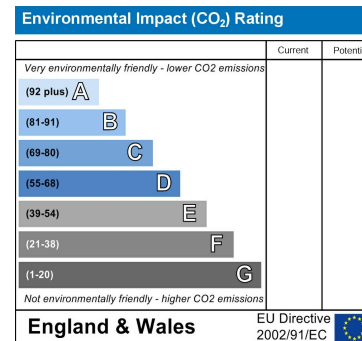 Environmental Impact (CO₂) Rating
Current Potenti
Very environmentally friendly - lower CO2 emissions
(92 plus) A
(81-91) B
(69-80) C
(55-68) D
(39-54) E
(21-38) F
(1-20) G
Not environmentally friendly - higher CO2 emissions
England & Wales
EU Directive
2002/91/EC